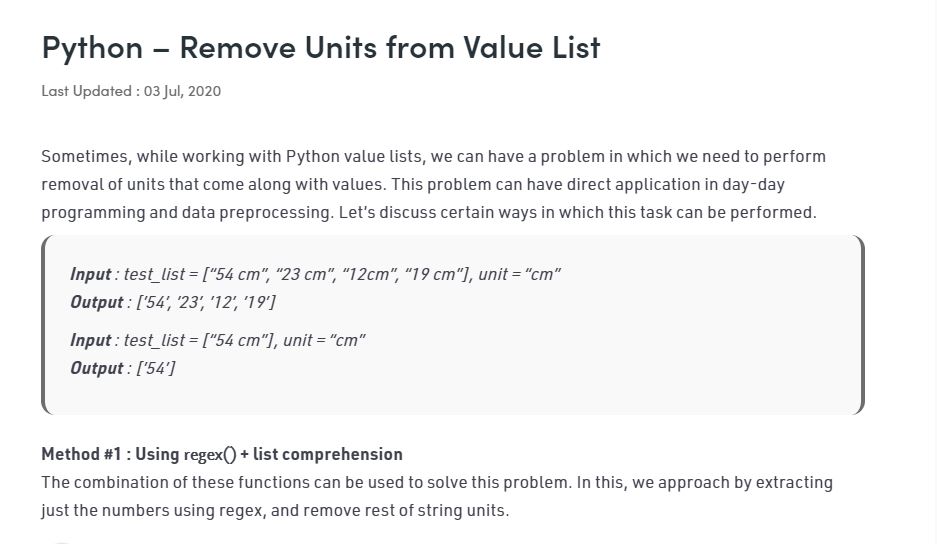 Python – Remove Units from Value List
Last Updated : 03 Jul, 2020
Sometimes, while working with Python value lists, we can have a problem in which we need to perform
removal of units that come along with values. This problem can have direct application in day-day
programming and data preprocessing. Let's discuss certain ways in which this task can be performed.
Input : test_list = ["54 cm", "23 cm", "12cm", "19 cm"], unit = "cm"
Output : ['54', '23', '12', '19']
Input : test_list = ["54 cm"], unit = "cm"
Output : ['54']
Method #1 : Using regex() + list comprehension
The combination of these functions can be used to solve this problem. In this, we approach by extracting
just the numbers using regex, and remove rest of string units.